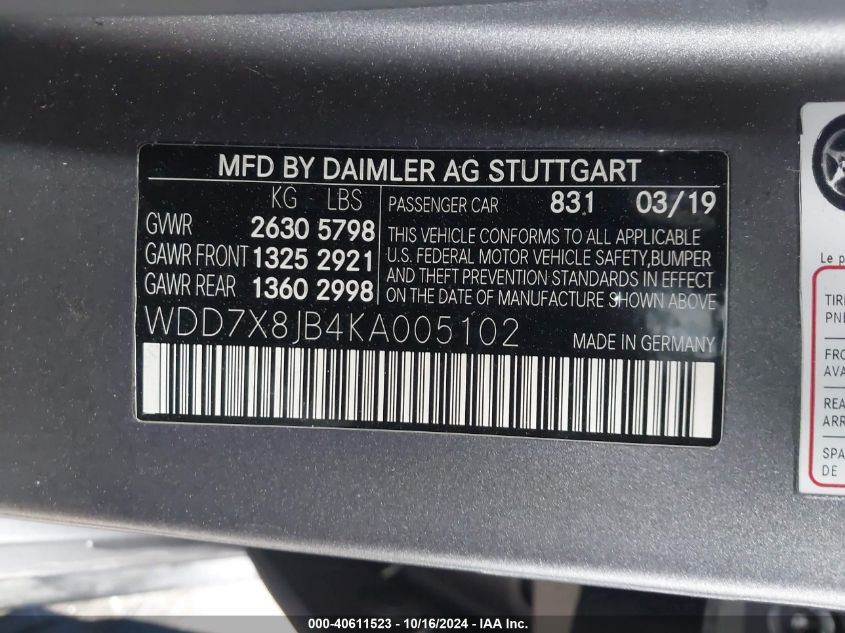 MFD BY DAIMLER AG STUTTGART
KG LBS
GVWR 2630 5798
GAWR FRONT 1325 2921
GAWR REAR 1360 2998
PASSENGER CAR 831 03/19
THIS VEHICLE CONFORMS TO ALL APPLICABLE
U.S. FEDERAL MOTOR VEHICLE SAFETY,BUMPER
AND THEFT PREVENTION STANDARDS IN EFFECT
ON THE DATE OF MANUFACTURE SHOWN ABOVE
WDD7X8JB4KA005102
MADE IN GERMANY
Le
TIRE
DE
000-40611523 - 10/16/2024 - IAA Inc.